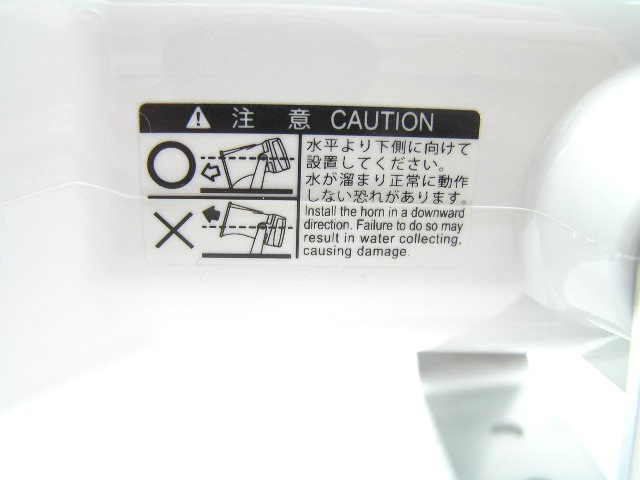 注 意 CAUTION
水平より下側に向けて
設置してください。
水が溜まり正常に動作
しない恐れがあります。
Install the horn in a downward
direction. Failure to do so may
result in water collecting,
causing damage.